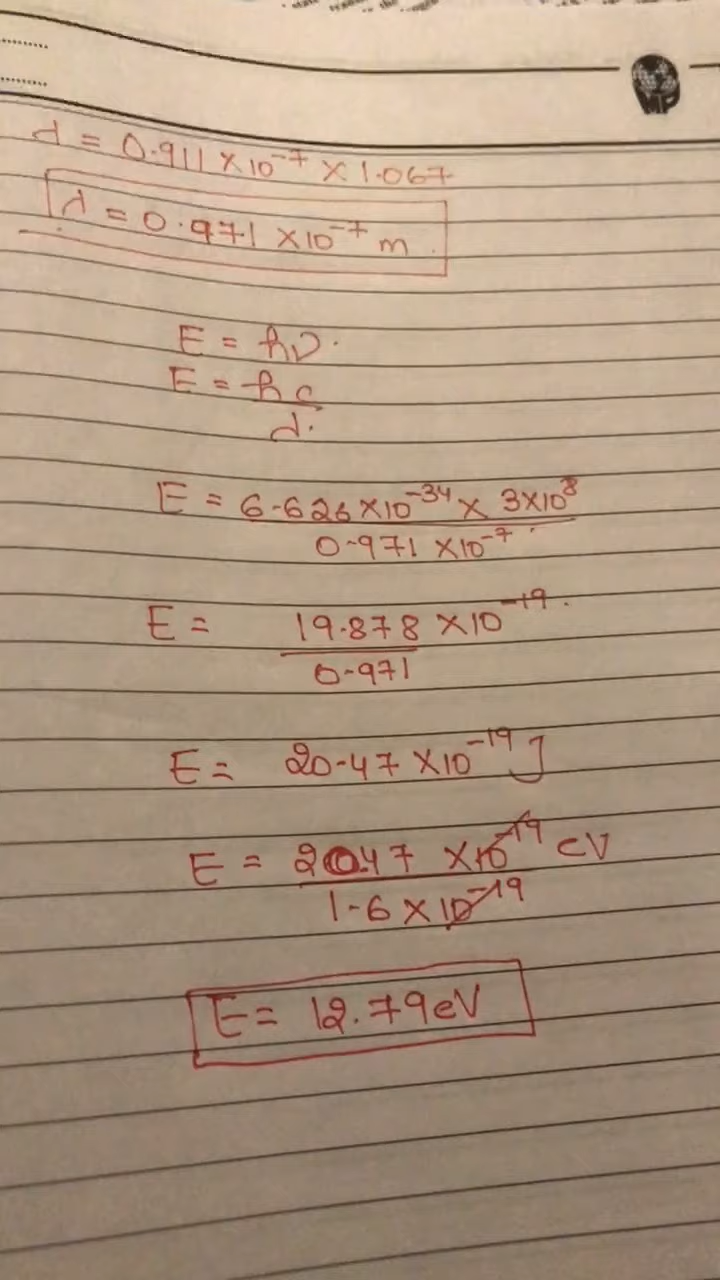 λ = 0.911 × 10⁻⁷ × 1.067
λ = 0.971 × 10⁻⁷ m.
E = hν.
E = hc
λ.
E = 6.626 × 10⁻³⁴ × 3×10⁸
0.971 × 10⁻⁷
E = 19.878 × 10⁻¹⁹.
0.971
E = 20.47 × 10⁻¹⁹ J
E = 20.47 × 10⁻¹⁹ eV
1.6 × 10⁻¹⁹
E = 12.79 eV